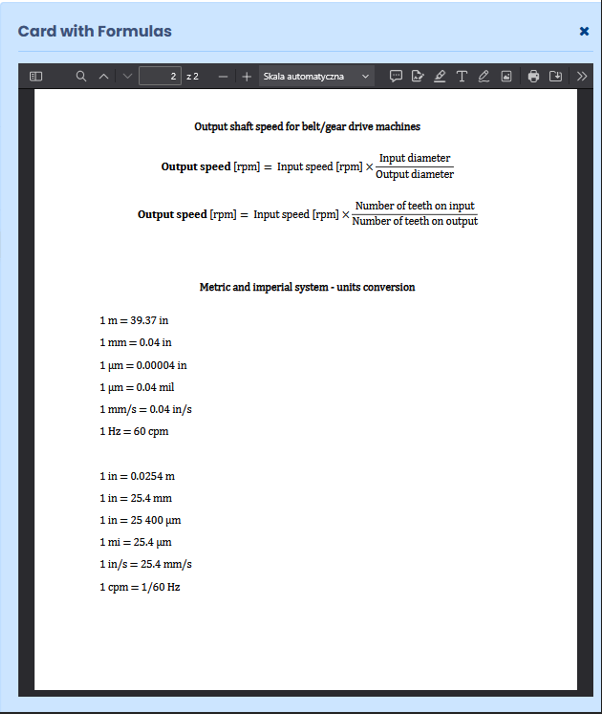 Card with Formulas
2 z 2
Skala automatyczna
Output shaft speed for belt/gear drive machines
Output speed [rpm] = Input speed [rpm] × Input diameter
Output diameter
Output speed [rpm] = Input speed [rpm] × Number of teeth on input
Number of teeth on output
Metric and imperial system - units conversion
1 m = 39.37 in
1 mm = 0.04 in
1 μm = 0.00004 in
1 μm = 0.04 mil
1 mm/s = 0.04 in/s
1 Hz = 60 cpm
1 in = 0.0254 m
1 in = 25.4 mm
1 in = 25 400 μm
1 mi = 25.4 μm
1 in/s = 25.4 mm/s
1 cpm = 1/60 Hz